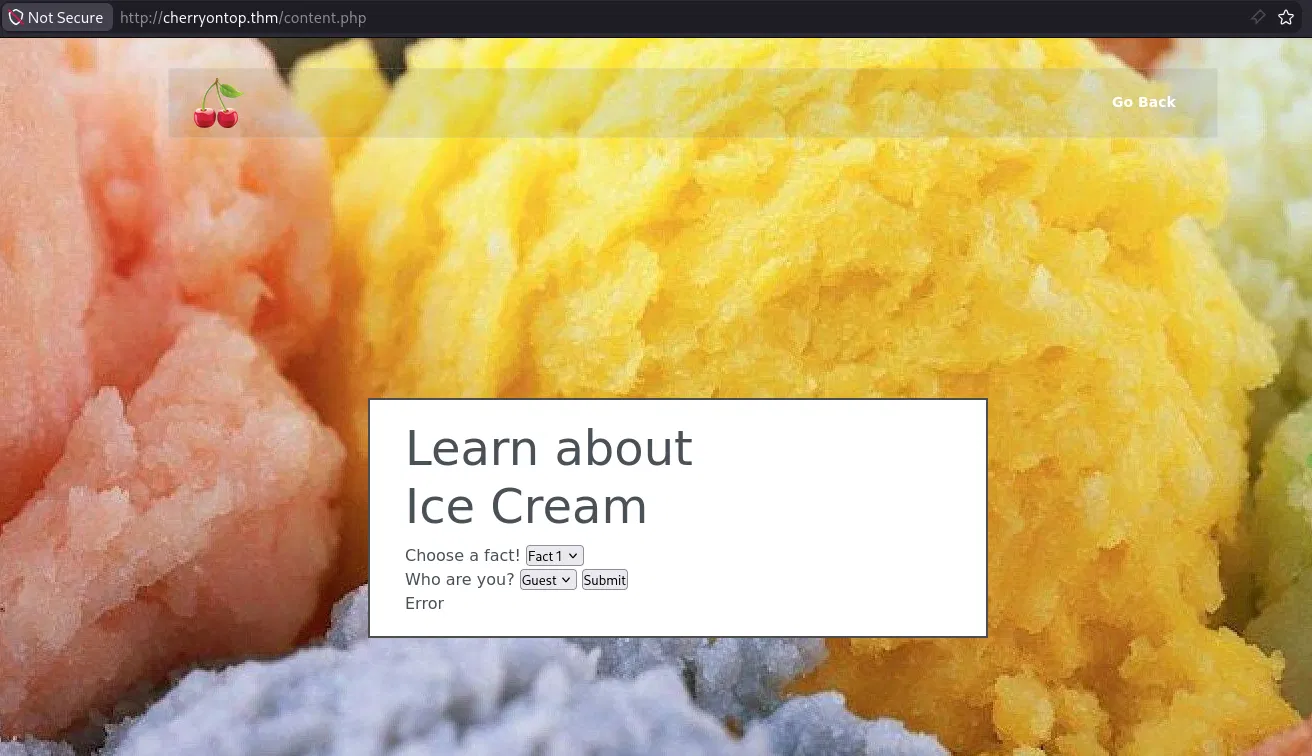 Not Secure http://cherryontop.thm/content.php
Go Back
Learn about
Ice Cream
Choose a fact! Fact 1
Who are you? Guest Submit
Error